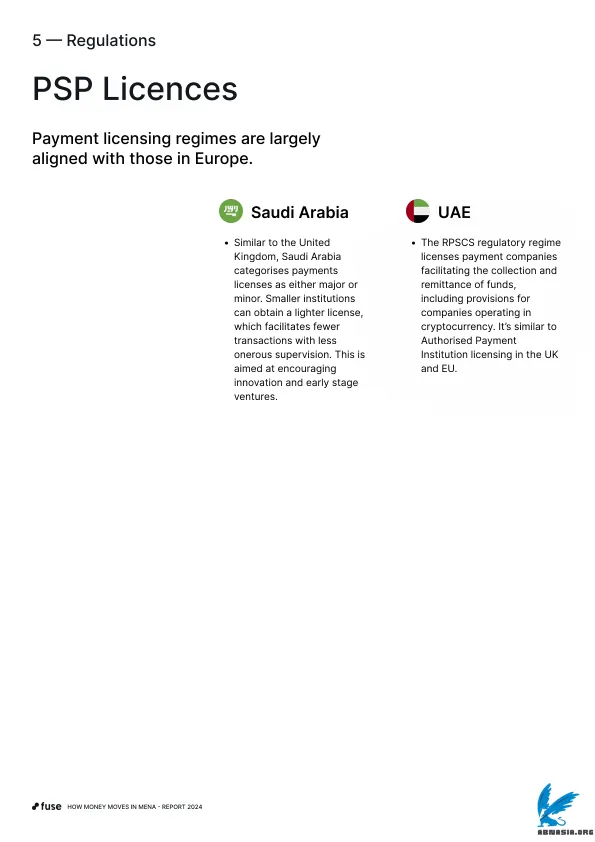 5 — Regulations
PSP Licences
Payment licensing regimes are largely
aligned with those in Europe.
Saudi Arabia
• Similar to the United
Kingdom, Saudi Arabia
categorises payments
licenses as either major or
minor. Smaller institutions
can obtain a lighter license,
which facilitates fewer
transactions with less
onerous supervision. This is
aimed at encouraging
innovation and early stage
ventures.
UAE
• The RPSCS regulatory regime
licenses payment companies
facilitating the collection and
remittance of funds,
including provisions for
companies operating in
cryptocurrency. It’s similar to
Authorised Payment
Institution licensing in the UK
and EU.
fuse HOW MONEY MOVES IN MENA - REPORT 2024
ABNASIA.ORG